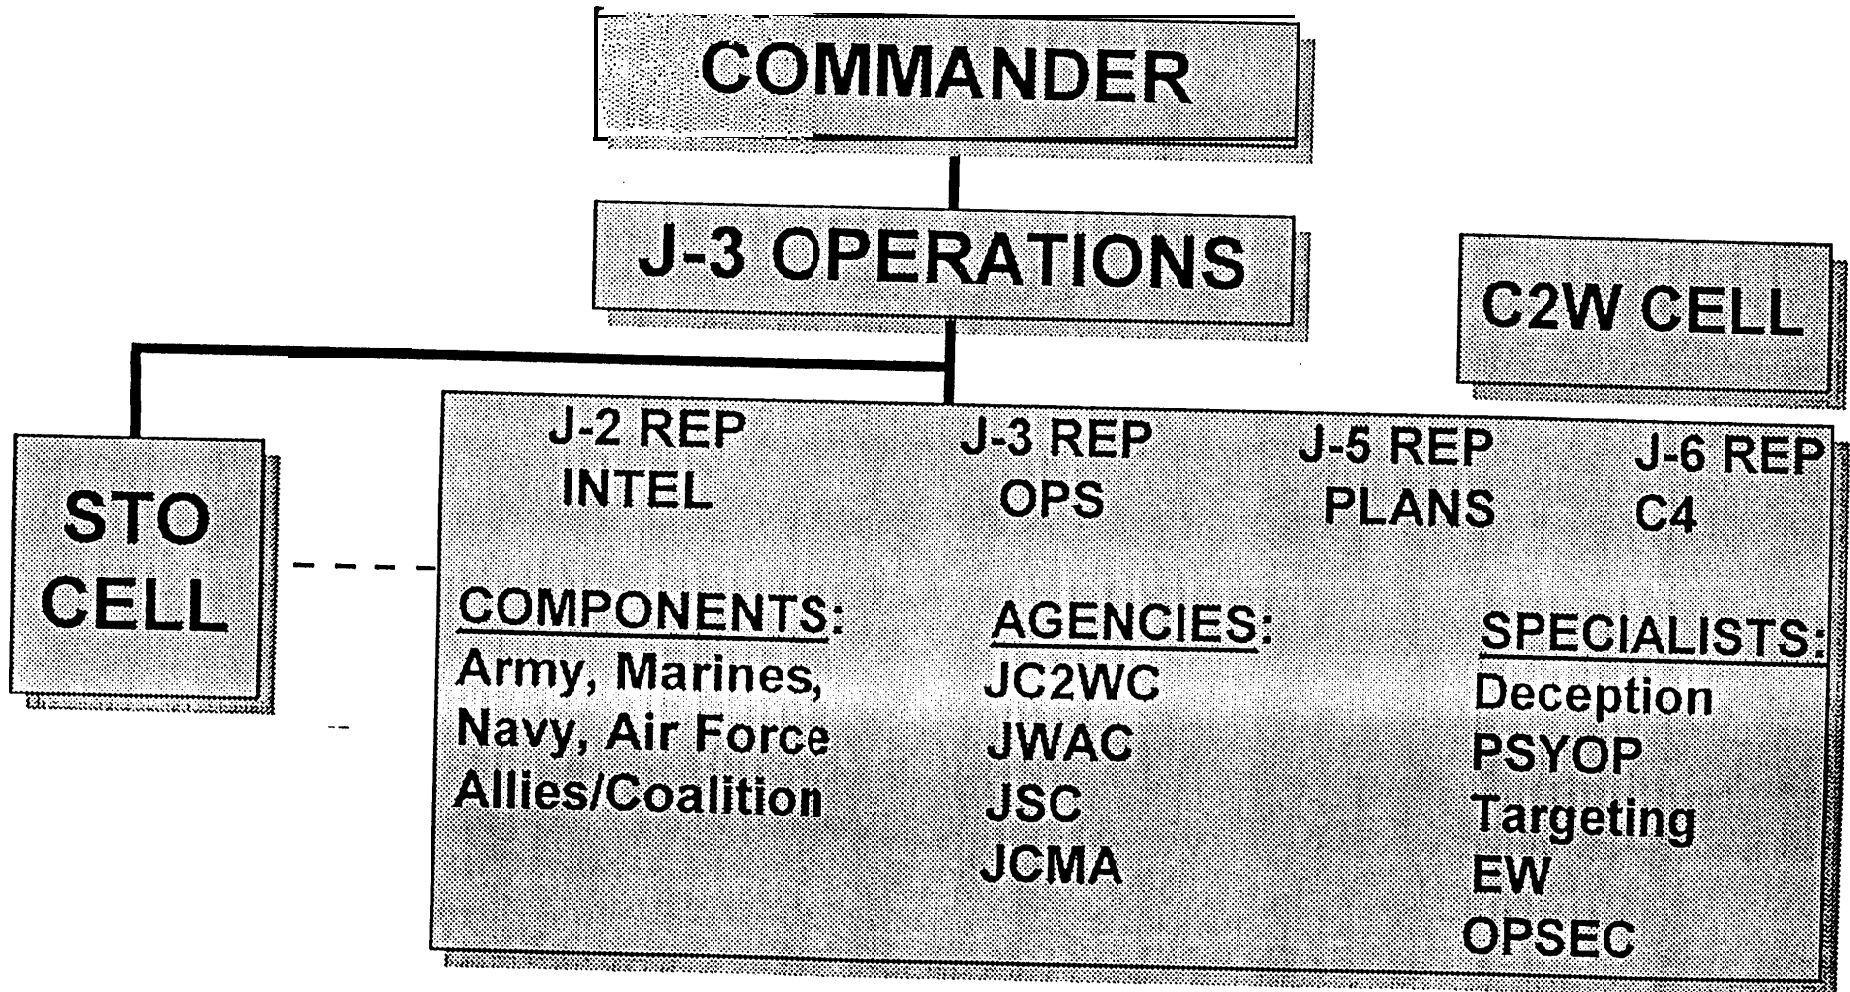 COMMANDER
J-3 OPERATIONS
C2W CELL
STO
CELL
J-2 REP
INTEL
J-3 REP
OPS
J-5 REP
PLANS
J-6 REP
C4
COMPONENTS:
Army, Marines,
Navy, Air Force
Allies/Coalition
AGENCIES:
JC2WC
JWAC
JSC
JCMA
SPECIALISTS:
Deception
PSYOP
Targeting
EW
OPSEC